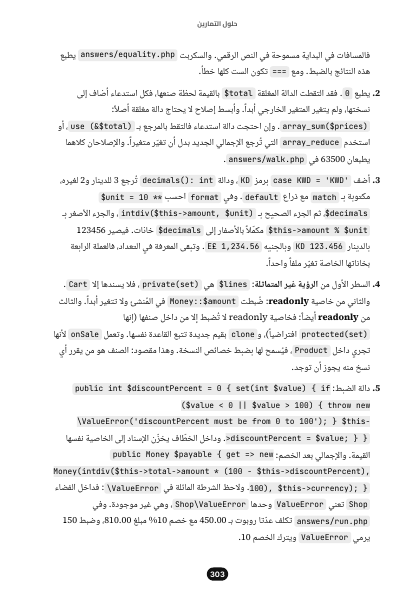 حلول التمارين
فالمسافات في البداية مسموحة في النص الرقمي. والسكربت answers/equality.php يطبع
هذه النتائج بالضبط. ومع === تكون الست كلها خطأ.
2. يطبع 0. فقد التقطت الدالة المغلقة $total بالقيمة لحظة صنعها، فكل استدعاء أضاف إلى
نسختها، ولم يتغير المتغير الخارجي أبداً. وأبسط إصلاح لا يحتاج دالة مغلقة أصلاً:
array_sum($prices). وإن احتجت دالة استدعاء فالتقط بالمرجع بـ use (&$total)، أو
استخدم array_reduce التي تُرجع الإجمالي الجديد بدل أن تغيّر متغيراً. والإصلاحان كلاهما
يطبعان 63500 في answers/walk.php.
3. أضف case KWD = 'KWD' برمز KD، ودالة decimals(): int تُرجع 3 للدينار و2 لغيره،
مكتوبة بـ match مع ذراع default. وفي format احسب $unit = 10 **
$decimals، ثم الجزء الصحيح بـ intdiv($this->amount, $unit)، والجزء الأصغر بـ
$this->amount % $unit مكمّلاً بالأصفار إلى $decimals خانات. فيصير 123456
بالدينار KD 123.456 وبالجنيه EE 1,234.56. وتبقى المعرفة في التعداد، فالعملة الرابعة
بخاناتها الخاصة تغيّر ملفاً واحداً.
4. السطر الأول من الرؤية غير المتماثلة: $lines هي private(set)، فلا يسندها إلا Cart.
والثاني من خاصية readonly: ضُبطت Money::$amount في المُنشئ ولا تتغير أبداً. والثالث
من readonly أيضاً: فخاصية readonly لا تُضبط إلا من داخل صنفها (إنها
protected(set) افتراضياً)، و clone بقيم جديدة تتبع القاعدة نفسها. وتعمل onSale لأنها
تجري داخل Product، فيُسمح لها بضبط خصائص النسخة. وهذا مقصود: الصنف هو من يقرر أي
نسخ منه يجوز أن توجد.
5. دالة الضبط: public int $discountPercent = 0 { set(int $value) { if
($value < 0 || $value > 100) { throw new
\ValueError('discountPercent must be from 0 to 100'); } $this-
>discountPercent = $value; } }. وداخل الخطّاف يخزّن الإسناد إلى الخاصية نفسها
القيمة. والإجمالي بعد الخصم: public Money $payable { get => new
Money(intdiv($this->total->amount * (100 - $this->discountPercent),
100), $this->currency); }. ولاحظ الشرطة المائلة في \ValueError: فداخل الفضاء
Shop تعني ValueError وحدها Shop\ValueError، وهي غير موجودة. وفي
answers/run.php تكلف عدّتا روبوت بـ 450.00 مع خصم 10% مبلغ 810.00، وضبط 150
يرمي ValueError ويترك الخصم 10.
303